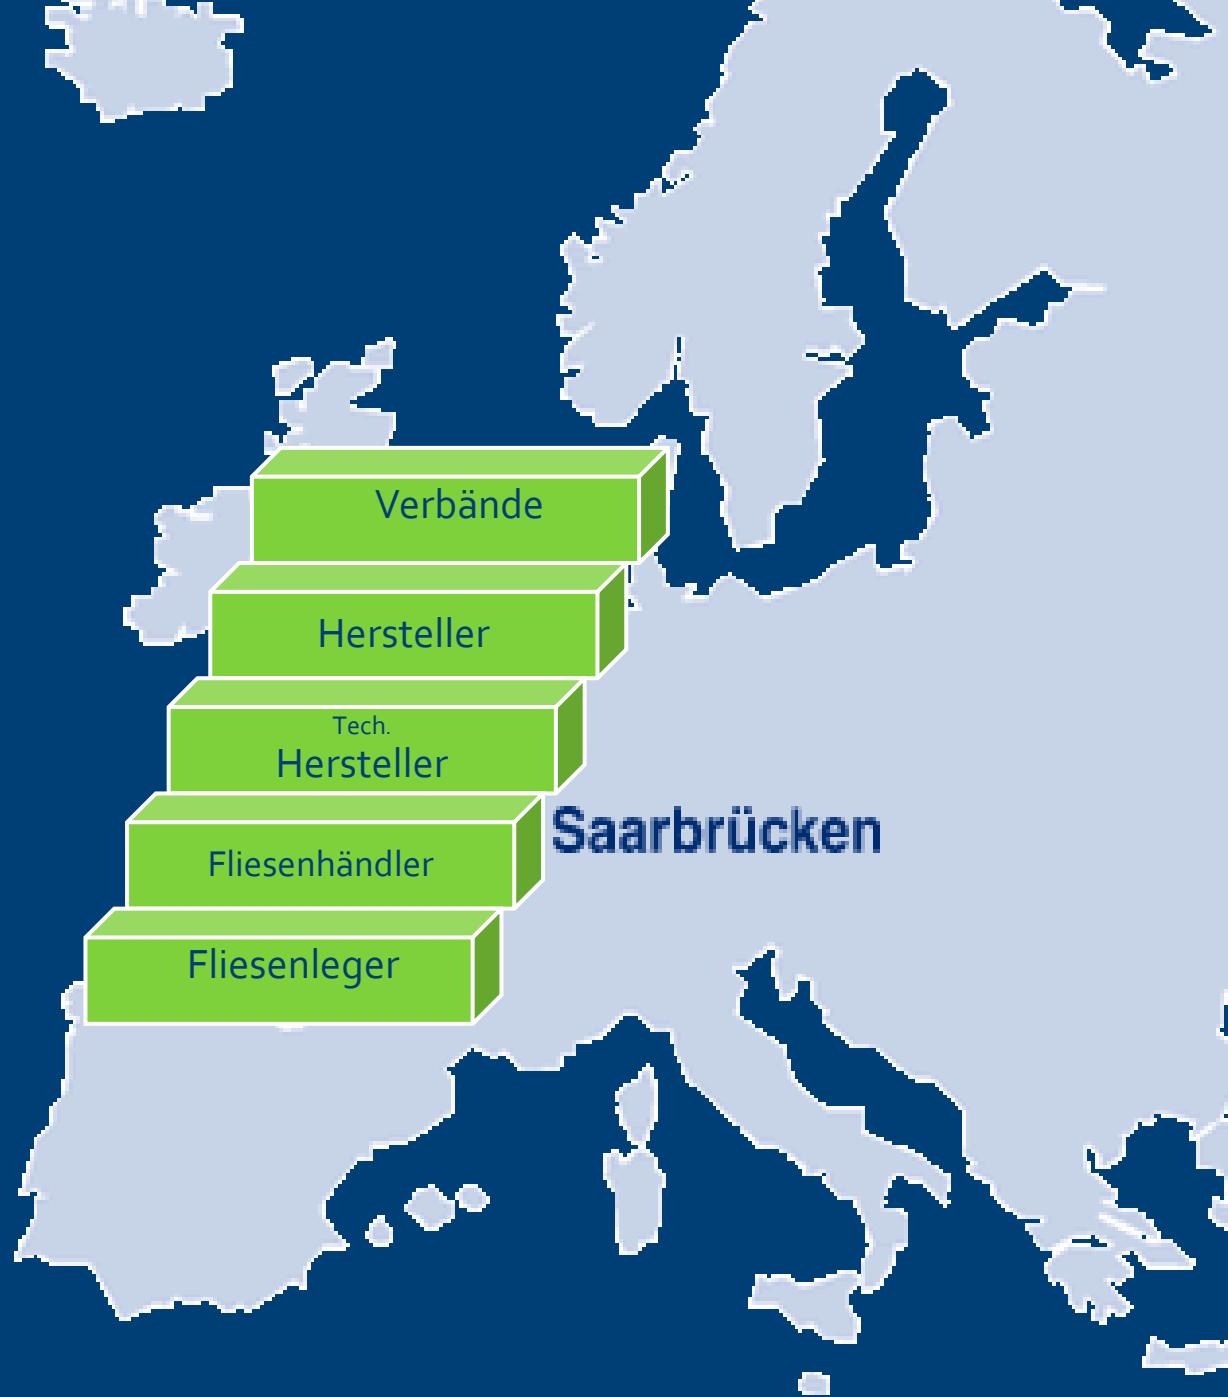 Verbände
Hersteller
Tech.
Hersteller
Saarbrücken
Fliesenhändler
Fliesenleger